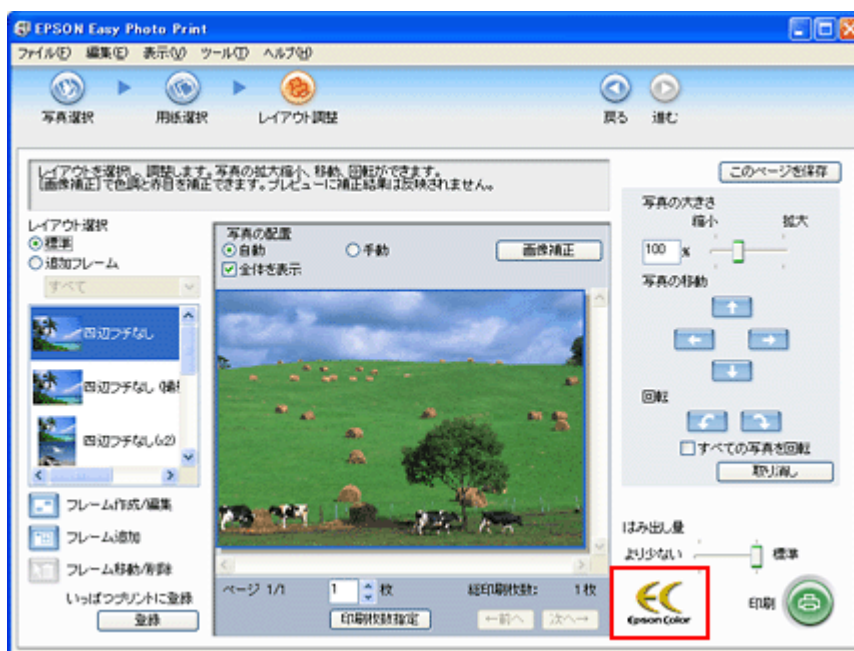 EPSON Easy Photo Print
ファイル(F) 編集(E) 表示(V) ツール(T) ヘルプ(H)
写真選択 用紙選択 レイアウト調整 戻る 進む
レイアウトを選択し、調整します。写真の拡大縮小、移動、回転ができます。
[画像補正]で色調と赤目を補正できます。プレビューに補正結果は反映されません。
このページを保存
レイアウト選択
標準
追加フレーム
すべて
四辺フチなし
四辺フチなし
四辺フチなし(x2)
フレーム作成/編集
フレーム追加
フレーム移動/削除
いっぱつプリントに登録
登録
写真の配置
自動 手動 画像補正
全体を表示
ページ 1/1 1 枚 総印刷枚数: 1枚
印刷枚数指定 ←前へ 次へ→
写真の大きさ
縮小 拡大
100 %
写真の移動
回転
すべての写真を回転
取り消し
はみ出し量
より少ない 標準
EC
Epson Color
印刷